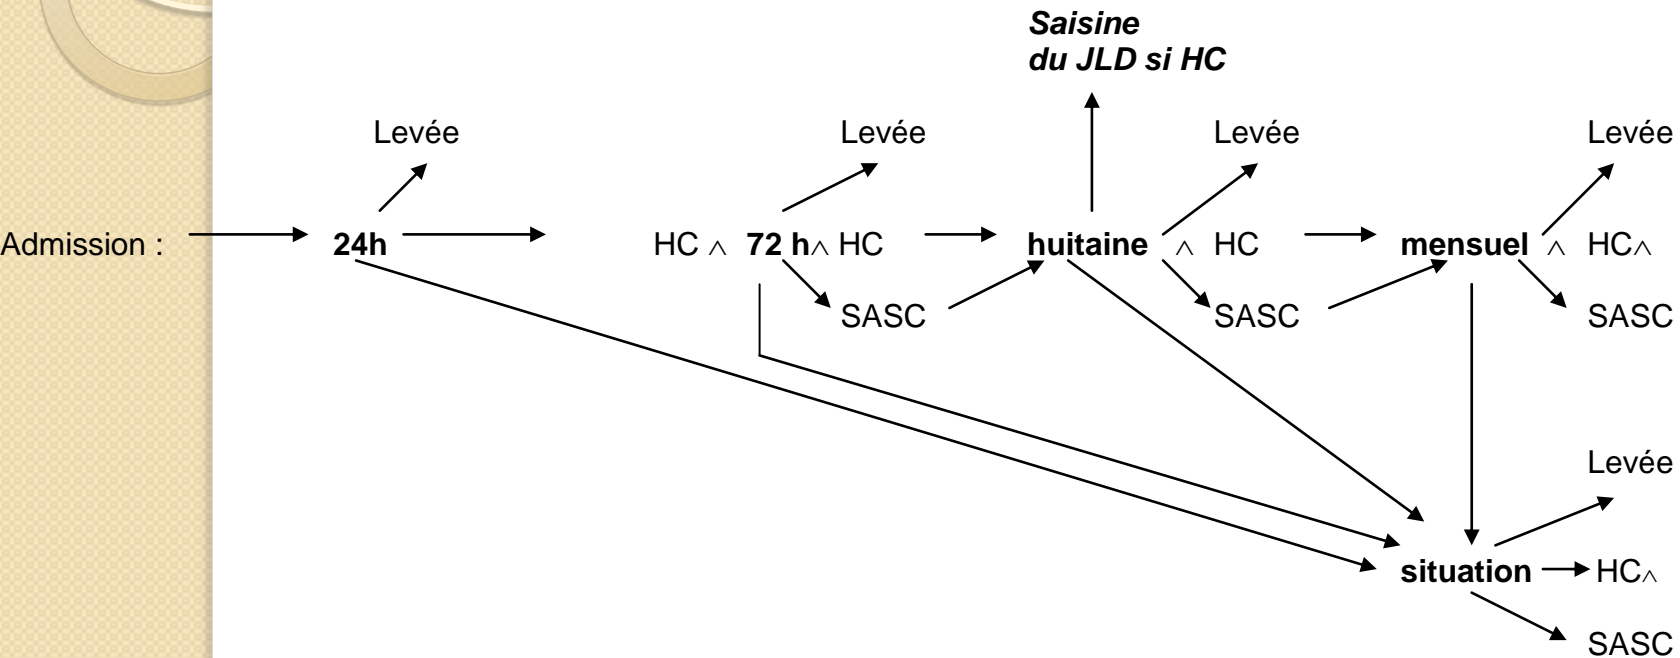 Saisine
du JLD si HC
Levée Levée Levée Levée
Admission : 24h HC ∧ 72 h∧ HC huitaine ∧ HC mensuel ∧ HC∧
SASC SASC SASC
Levée
situation HC∧
SASC